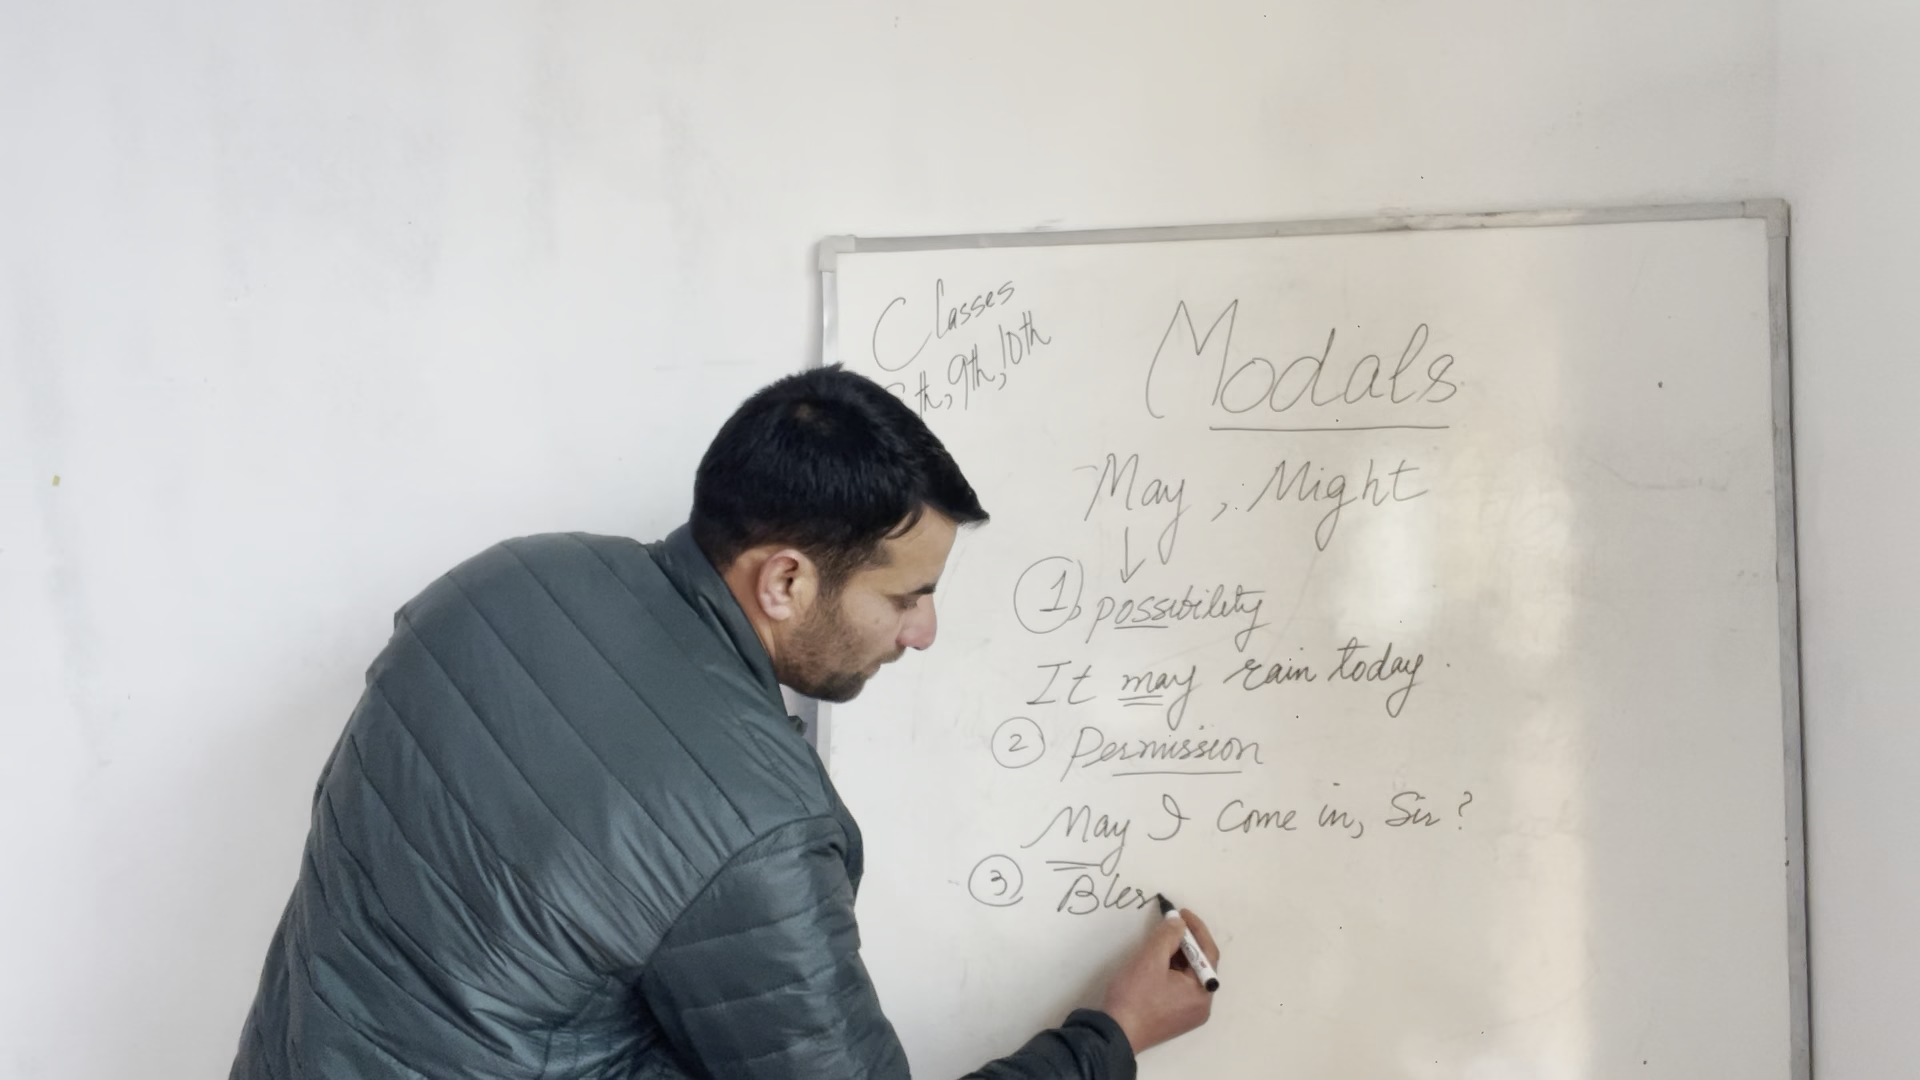 Classes
th, 9th, 10th
Modals
May, Might
↓
1) possibility
It may rain today.
2 Permission
May I Come in, Sir?
3) Bles